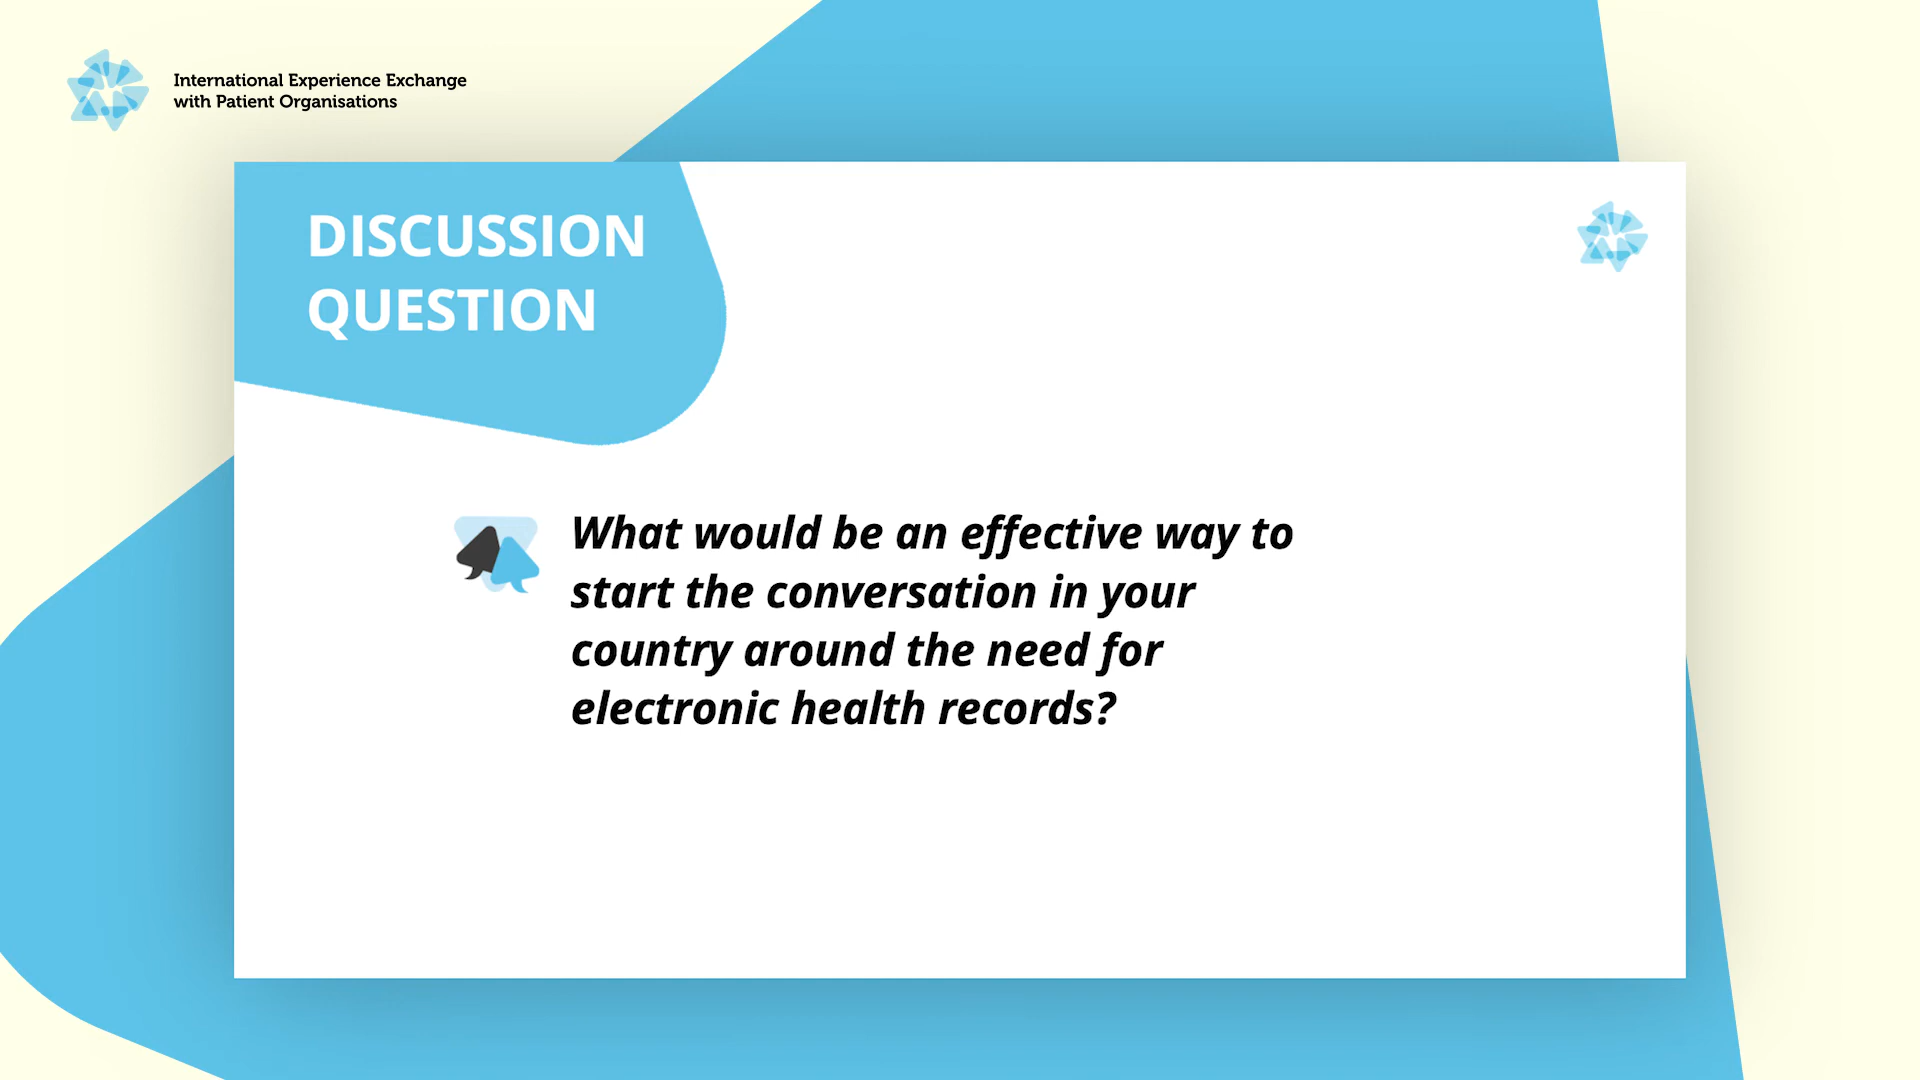 International Experience Exchange
with Patient Organisations
DISCUSSION
QUESTION
What would be an effective way to
start the conversation in your
country around the need for
electronic health records?